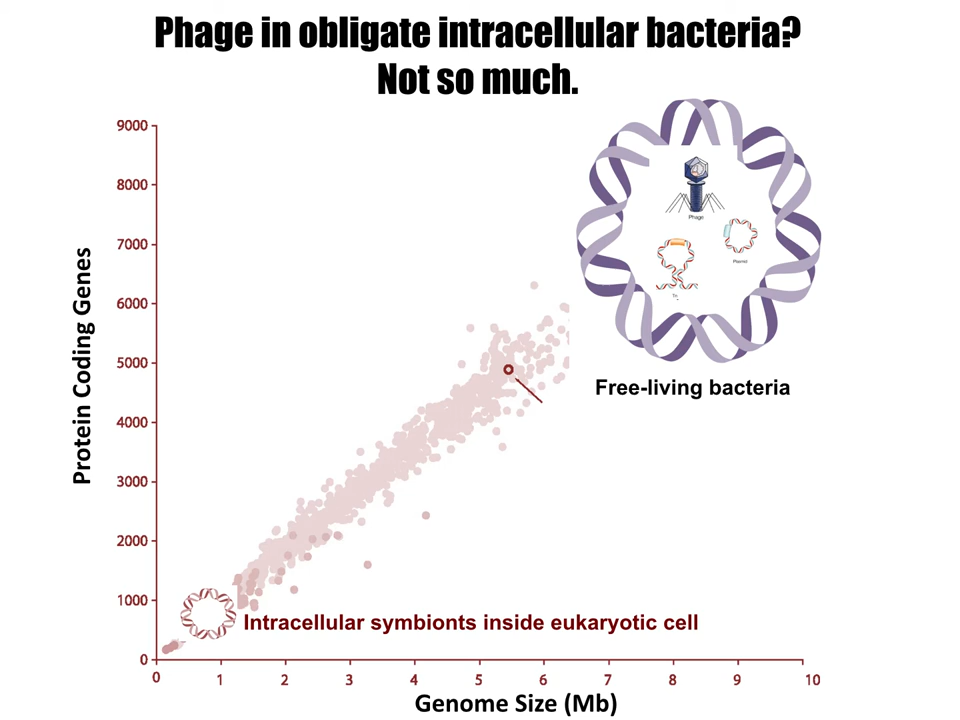 Phage in obligate intracellular bacteria?
Not so much.
9000
8000
7000
6000
5000
4000
3000
2000
1000
0
Protein Coding Genes
Phage
Plasmid
Free-living bacteria
Intracellular symbionts inside eukaryotic cell
0 1 2 3 4 5 6 7 8 9 10
Genome Size (Mb)